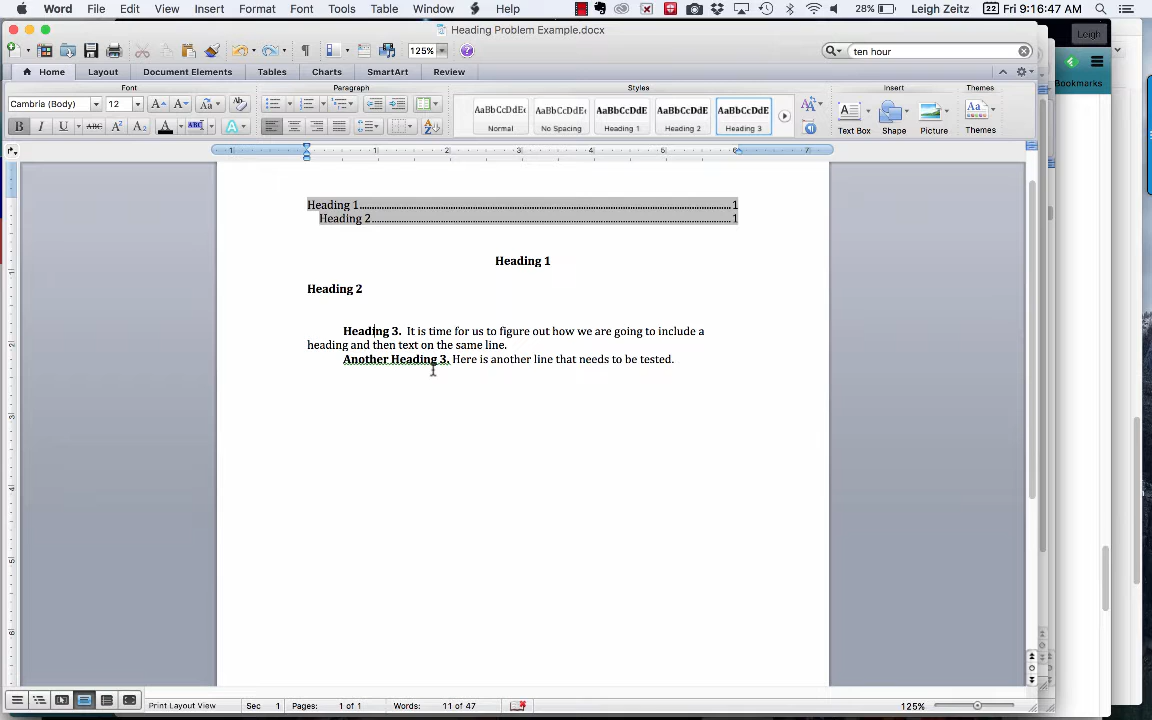 Word File Edit View Insert Format Font Tools Table Window Help 28% Leigh Zeitz 22 Fri 9:16:47 AM
Heading Problem Example.docx
Leigh
125% ten hour
Home Layout Document Elements Tables Charts SmartArt Review
Bookmarks
Font Paragraph Styles Insert Themes
Cambria (Body) 12
AaBbCcDdEe AaBbCcDdEe AaBbCcDdE AaBbCcDdE AaBbCcDdE
Normal No Spacing Heading 1 Heading 2 Heading 3 Text Box Shape Picture Themes
Heading 1 1
Heading 2 1
Heading 1
Heading 2
Heading 3. It is time for us to figure out how we are going to include a
heading and then text on the same line.
Another Heading 3. Here is another line that needs to be tested.
Print Layout View Sec 1 Pages: 1 of 1 Words: 11 of 47 125%